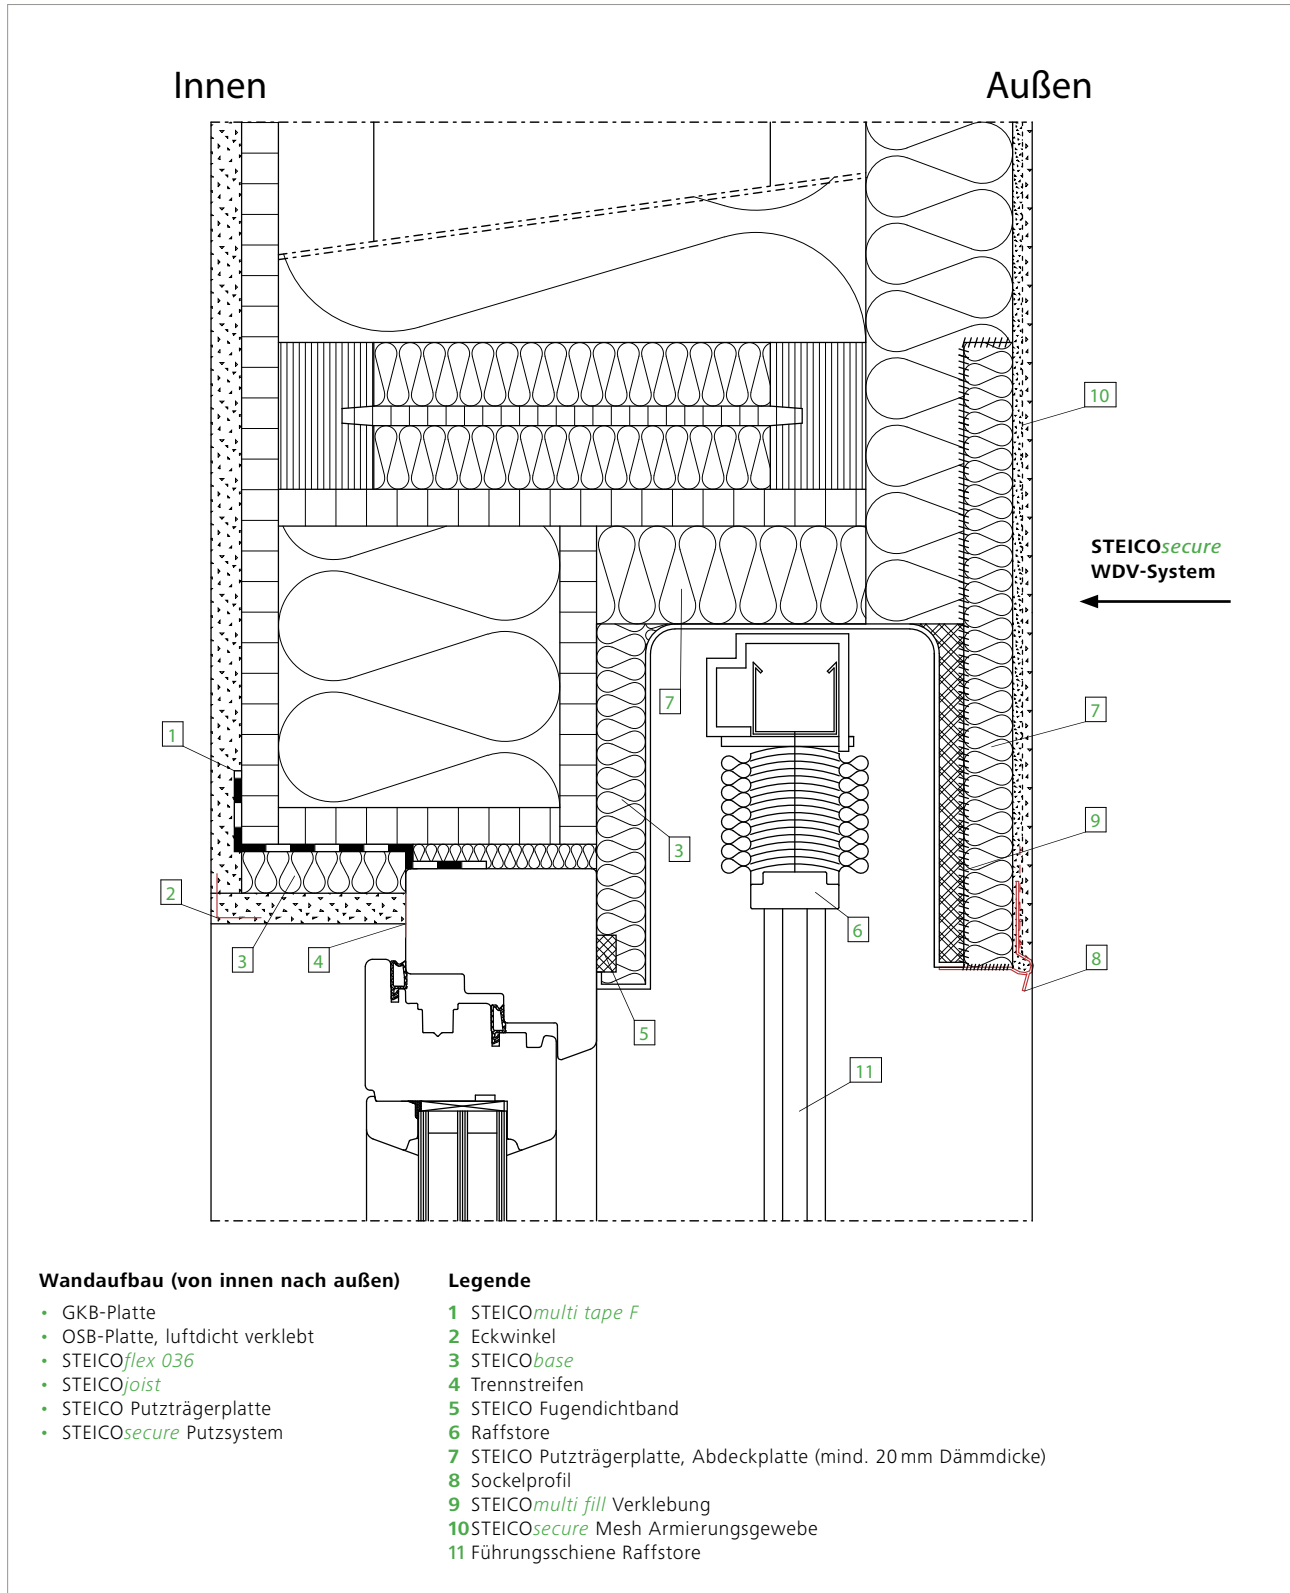 Innen
Außen
10
STEICOsecure
WDV-System
7
7
1
9
3
2
3
4
6
8
5
11
Wandaufbau (von innen nach außen)
• GKB-Platte
• OSB-Platte, luftdicht verklebt
• STEICOflex 036
• STEICOjoist
• STEICO Putzträgerplatte
• STEICOsecure Putzsystem
Legende
1 STEICOmulti tape F
2 Eckwinkel
3 STEICObase
4 Trennstreifen
5 STEICO Fugendichtband
6 Raffstore
7 STEICO Putzträgerplatte, Abdeckplatte (mind. 20 mm Dämmdicke)
8 Sockelprofil
9 STEICOmulti fill Verklebung
10 STEICOsecure Mesh Armierungsgewebe
11 Führungsschiene Raffstore